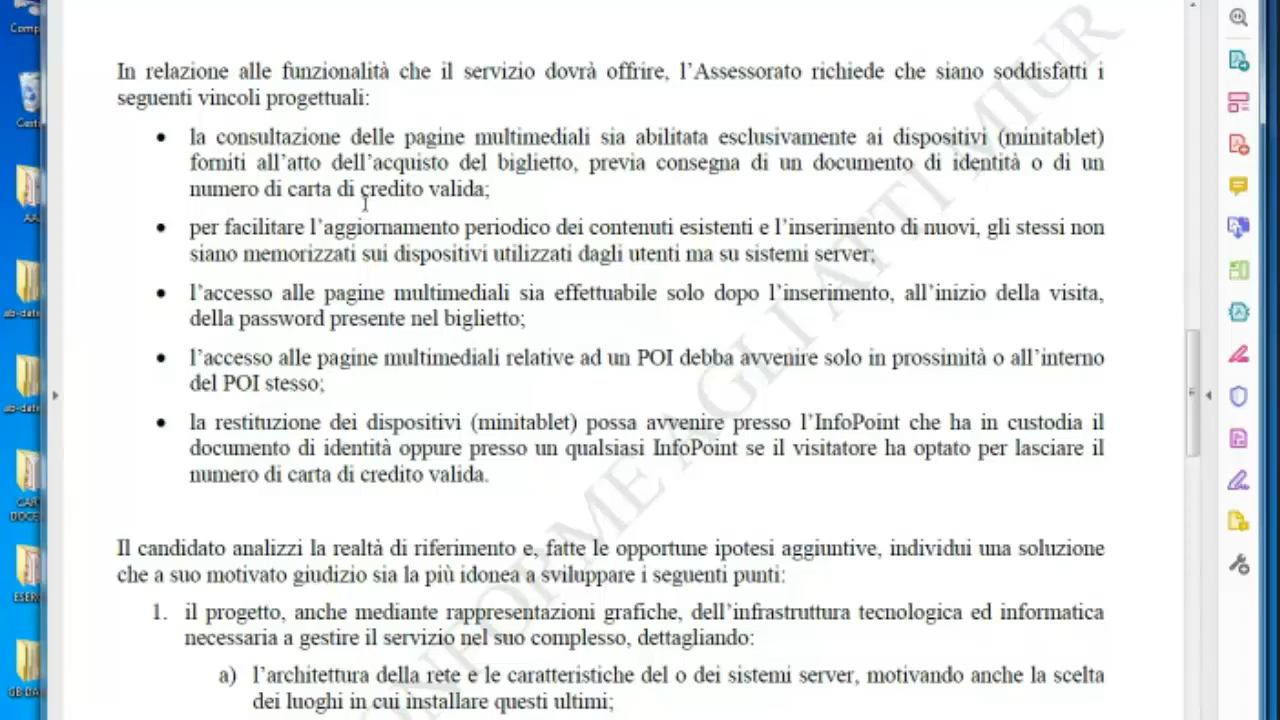 Comp
In relazione alle funzionalità che il servizio dovrà offrire, l'Assessorato richiede che siano soddisfatti i
seguenti vincoli progettuali:
• la consultazione delle pagine multimediali sia abilitata esclusivamente ai dispositivi (minitablet)
forniti all'atto dell'acquisto del biglietto, previa consegna di un documento di identità o di un
numero di carta di credito valida;
• per facilitare l'aggiornamento periodico dei contenuti esistenti e l'inserimento di nuovi, gli stessi non
siano memorizzati sui dispositivi utilizzati dagli utenti ma su sistemi server;
• l'accesso alle pagine multimediali sia effettuabile solo dopo l'inserimento, all'inizio della visita,
della password presente nel biglietto;
• l'accesso alle pagine multimediali relative ad un POI debba avvenire solo in prossimità o all'interno
del POI stesso;
• la restituzione dei dispositivi (minitablet) possa avvenire presso l'InfoPoint che ha in custodia il
documento di identità oppure presso un qualsiasi InfoPoint se il visitatore ha optato per lasciare il
numero di carta di credito valida.
Il candidato analizzi la realtà di riferimento e, fatte le opportune ipotesi aggiuntive, individui una soluzione
che a suo motivato giudizio sia la più idonea a sviluppare i seguenti punti:
1. il progetto, anche mediante rappresentazioni grafiche, dell'infrastruttura tecnologica ed informatica
necessaria a gestire il servizio nel suo complesso, dettagliando:
a) l'architettura della rete e le caratteristiche del o dei sistemi server, motivando anche la scelta
dei luoghi in cui installare questi ultimi;
ONFORME AGLI ATTI MIUR